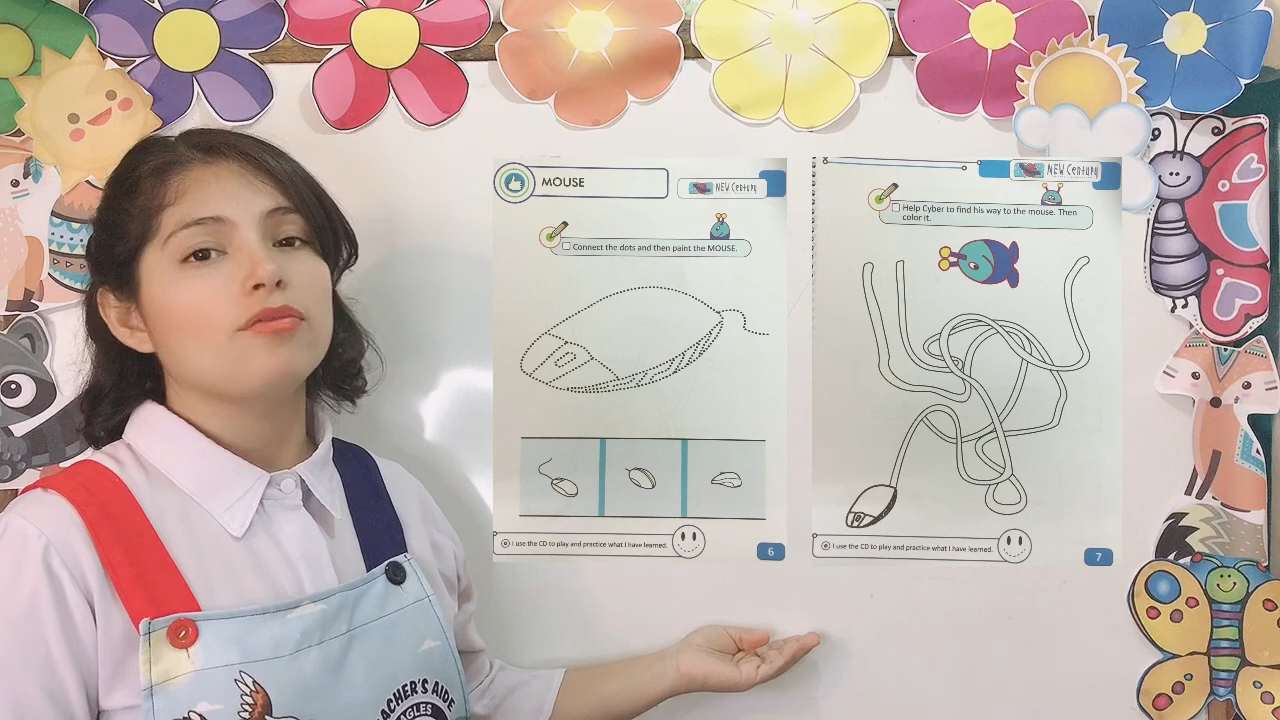 MOUSE
NEW Century
Connect the dots and then paint the MOUSE.
I use the CD to play and practice what I have learned.
6
NEW Century
Help Cyber to find his way to the mouse. Then
color it.
I use the CD to play and practice what I have learned.
7
EAGLES